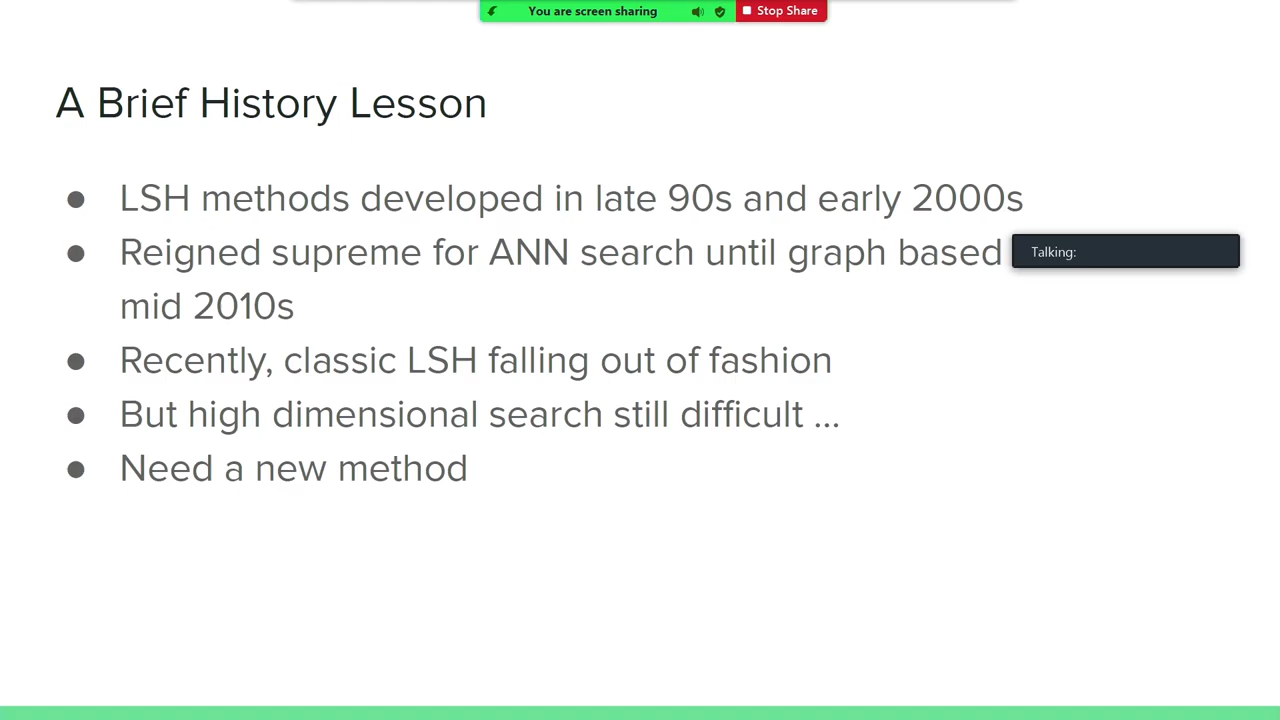 You are screen sharing
Stop Share
A Brief History Lesson
● LSH methods developed in late 90s and early 2000s
● Reigned supreme for ANN search until graph based
Talking:
mid 2010s
● Recently, classic LSH falling out of fashion
● But high dimensional search still difficult ...
● Need a new method